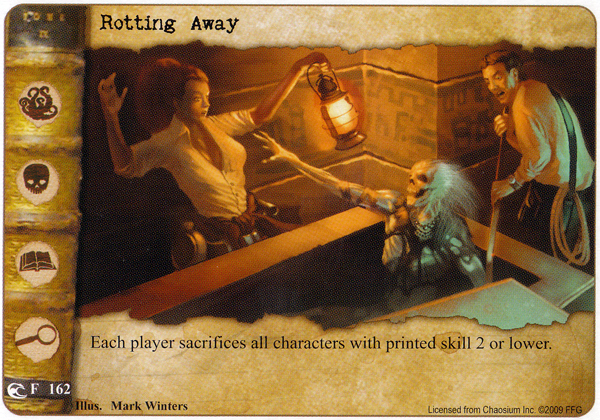 Rotting Away
Each player sacrifices all characters with printed skill 2 or lower.
F 162
Illus. Mark Winters
Licensed from Chaosium Inc. ©2009 FFG